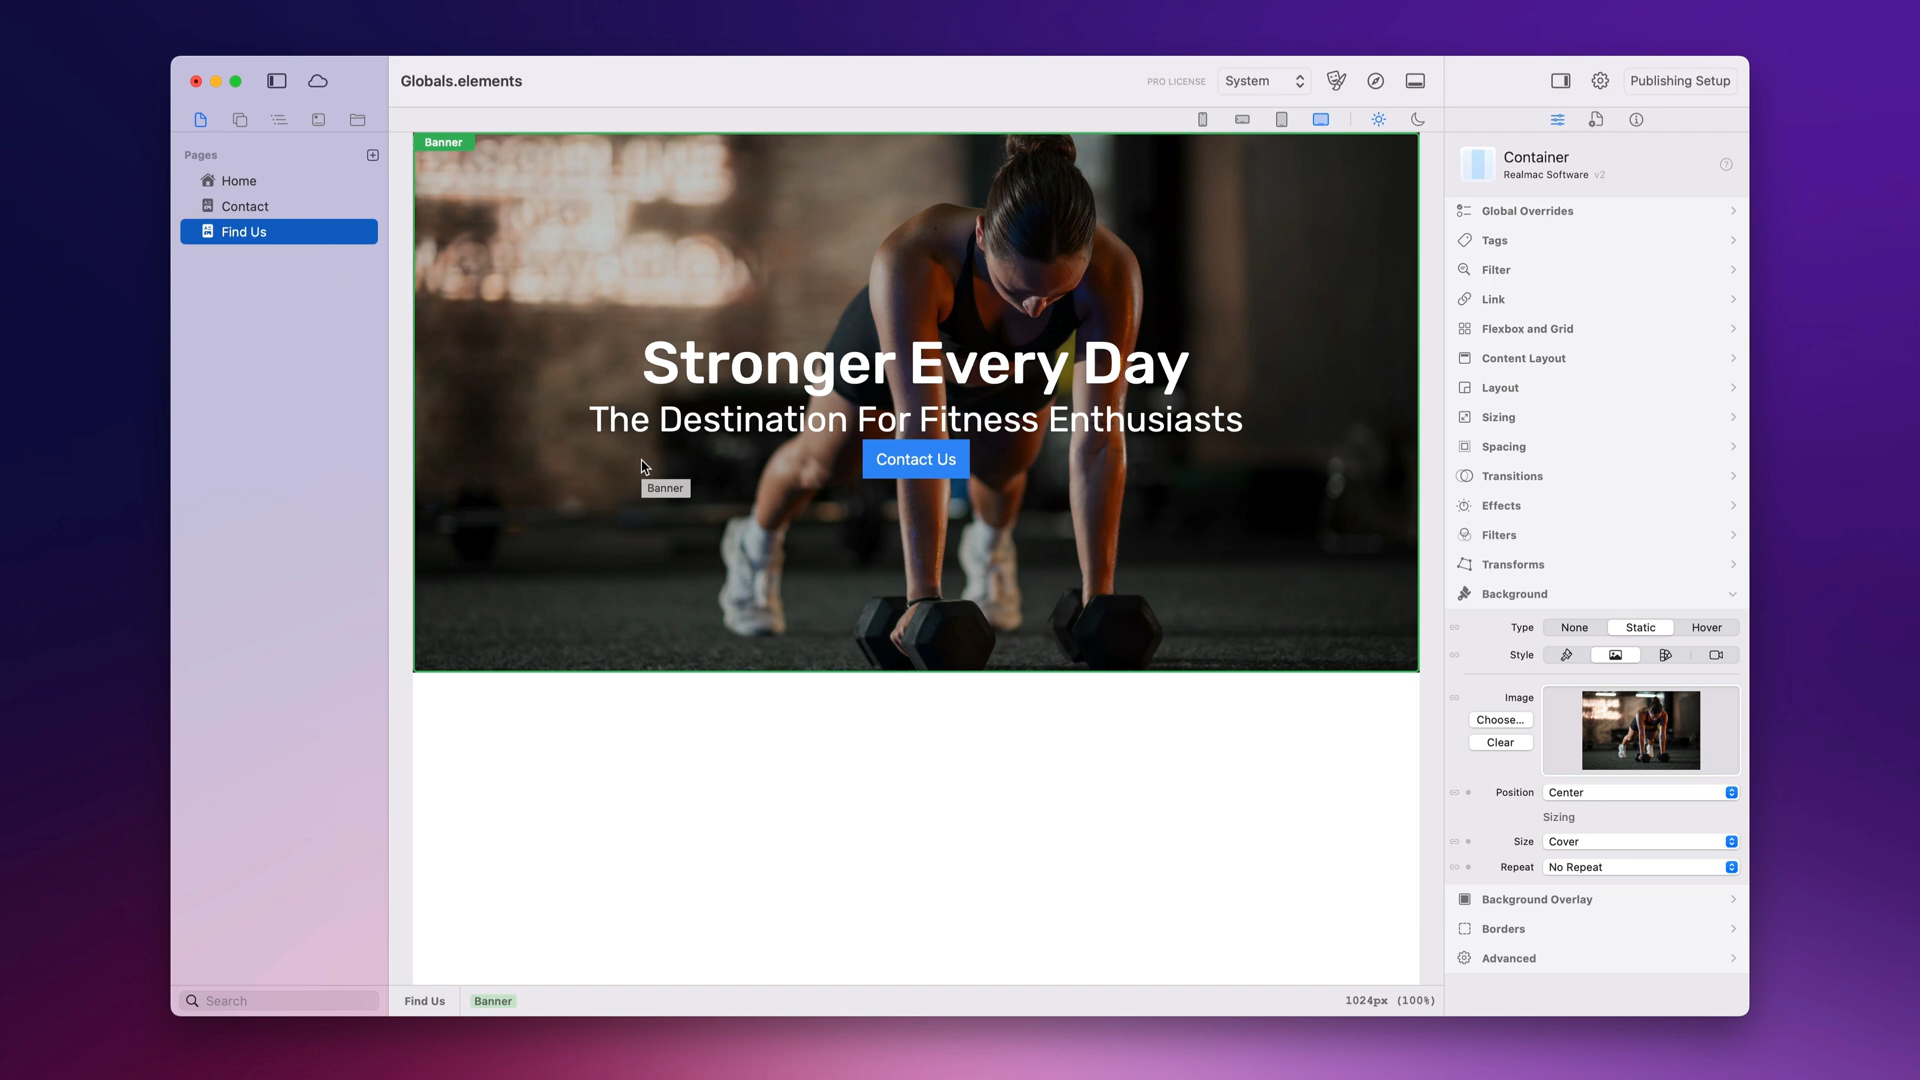 Globals.elements
PRO LICENSE
System
Publishing Setup
Pages
Home
Contact
Find Us
Search
Banner
Stronger Every Day
The Destination For Fitness Enthusiasts
Contact Us
Banner
Find Us
Banner
1024px (100%)
Container
Realmac Software v2
Global Overrides
Tags
Filter
Link
Flexbox and Grid
Content Layout
Layout
Sizing
Spacing
Transitions
Effects
Filters
Transforms
Background
Type None Static Hover
Style
Image
Choose...
Clear
Position Center
Sizing
Size Cover
Repeat No Repeat
Background Overlay
Borders
Advanced